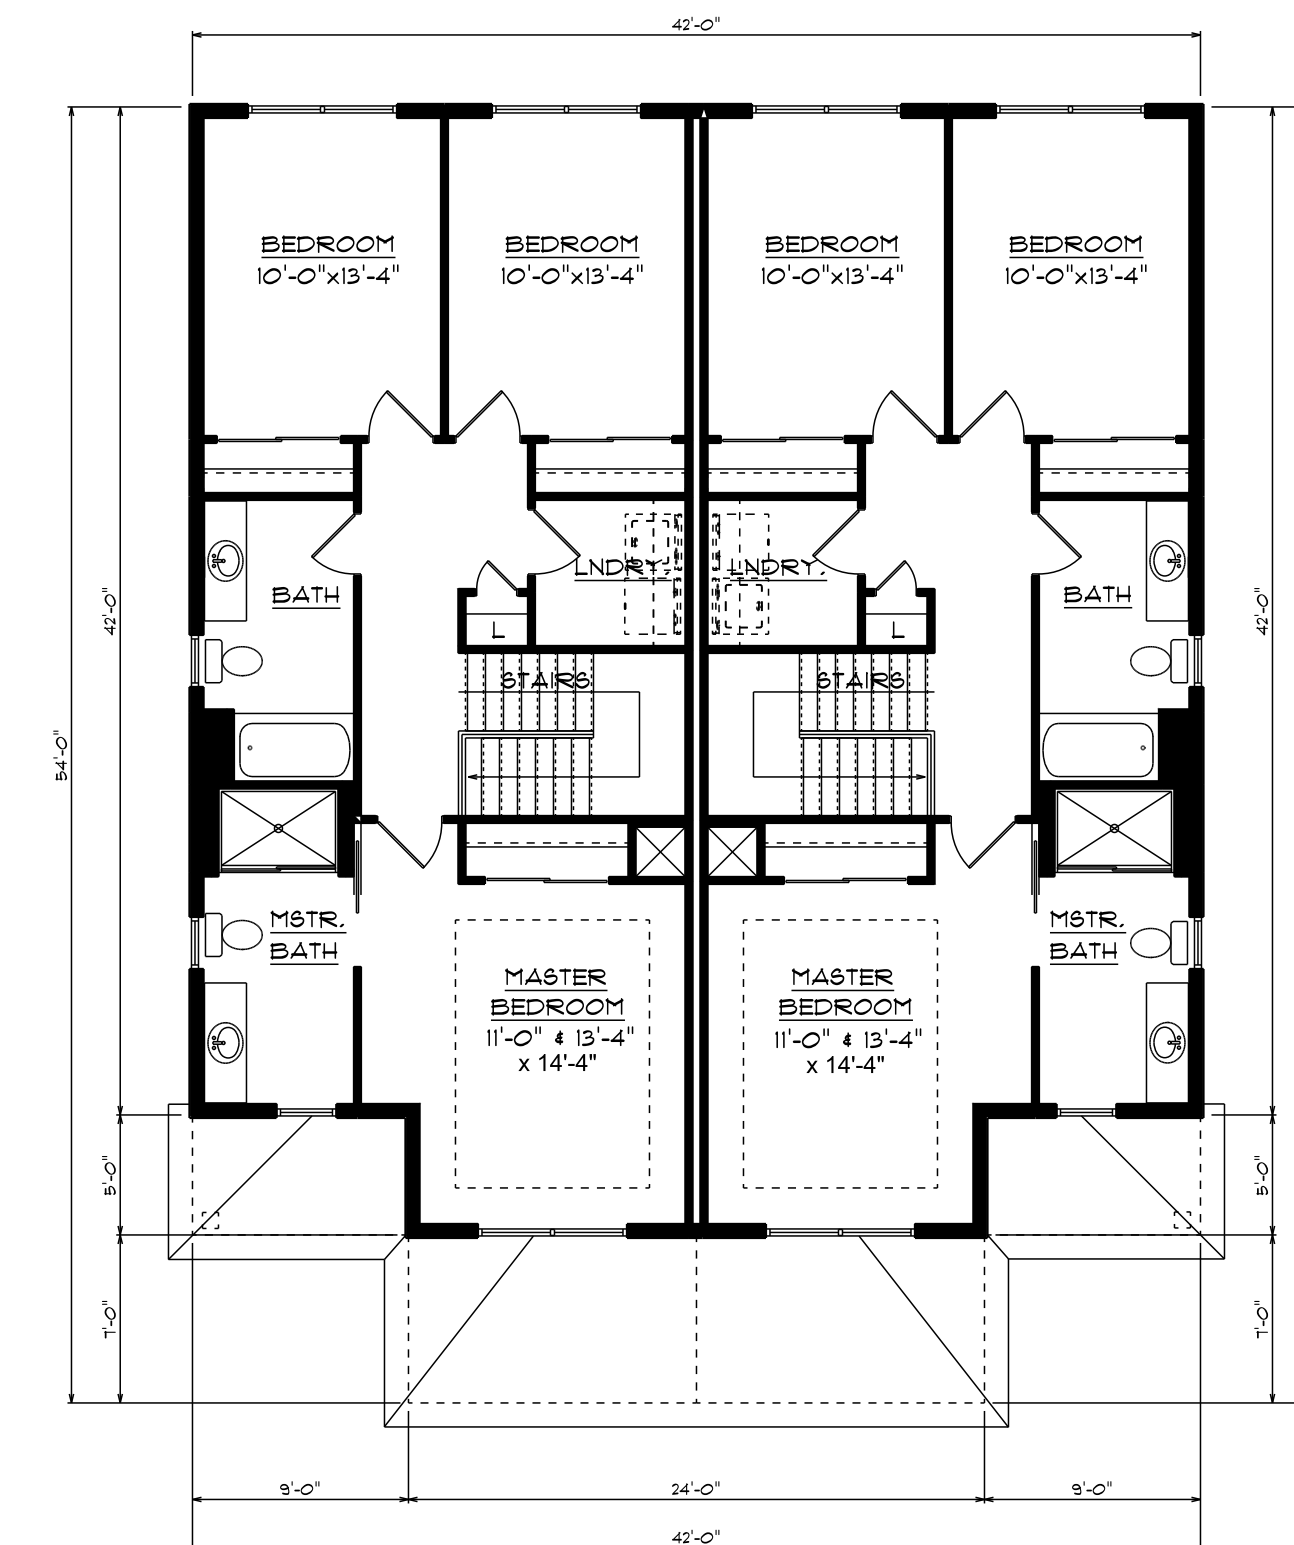 42'-0"
BEDROOM
10'-0"x13'-4"
BEDROOM
10'-0"x13'-4"
BEDROOM
10'-0"x13'-4"
BEDROOM
10'-0"x13'-4"
42'-0"
54'-0"
42'-0"
BATH
LNDRY.
LNDRY.
BATH
L
L
STAIRS
STAIRS
MSTR.
BATH
MSTR.
BATH
MASTER
BEDROOM
11'-0" & 13'-4"
x 14'-4"
MASTER
BEDROOM
11'-0" & 13'-4"
x 14'-4"
5'-0"
5'-0"
7'-0"
7'-0"
9'-0"
24'-0"
9'-0"
42'-0"